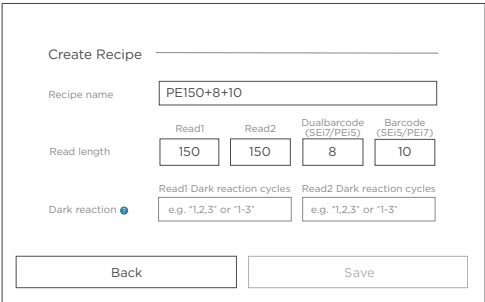 Create Recipe
Recipe name PE150+8+10
Read1 Read2 Dualbarcode (SEi7/PEi5) Barcode (SEi5/PEi7)
Read length 150 150 8 10
Read1 Dark reaction cycles Read2 Dark reaction cycles
Dark reaction ? e.g. "1,2,3" or "1-3" e.g. "1,2,3" or "1-3"
Back Save